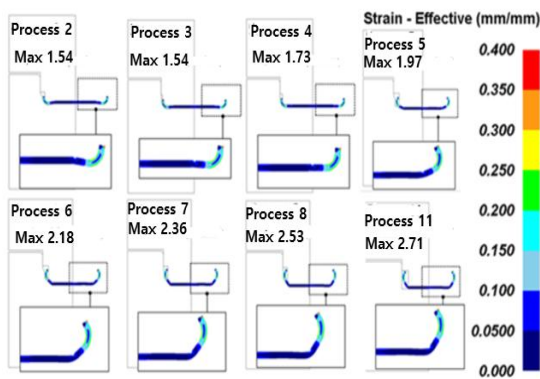 Strain - Effective (mm/mm)
Process 2
Max 1.54
Process 3
Max 1.54
Process 4
Max 1.73
Process 5
Max 1.97
Process 6
Max 2.18
Process 7
Max 2.36
Process 8
Max 2.53
Process 11
Max 2.71
0.400
0.350
0.300
0.250
0.200
0.150
0.100
0.0500
0.000